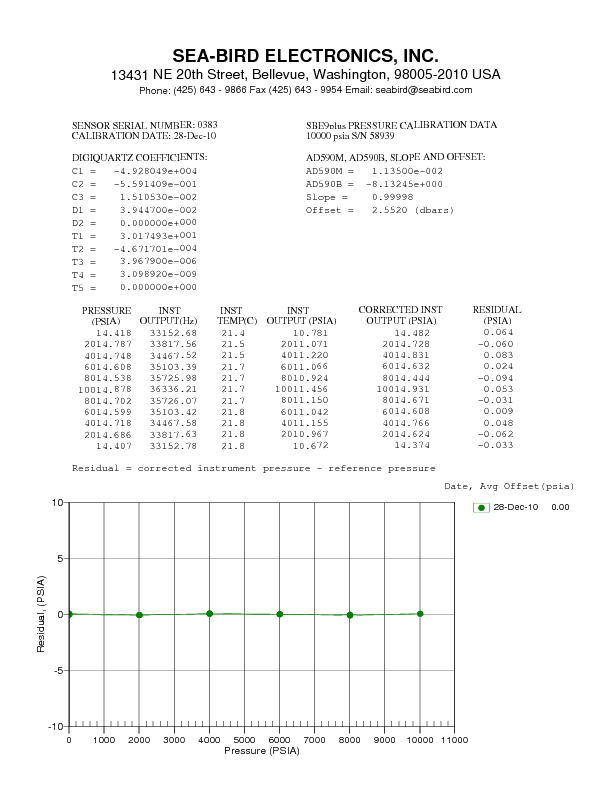 SEA-BIRD ELECTRONICS, INC.
13431 NE 20th Street, Bellevue, Washington, 98005-2010 USA
Phone: (425) 643 - 9866 Fax (425) 643 - 9954 Email: seabird@seabird.com
SENSOR SERIAL NUMBER: 0383
CALIBRATION DATE: 28-Dec-10
SBE9plus PRESSURE CALIBRATION DATA
10000 psia S/N 58939
DIGIQUARTZ COEFFICIENTS:
C1 = -4.928049e+004
C2 = -5.591409e-001
C3 = 1.510530e-002
D1 = 3.944700e-002
D2 = 0.000000e+000
T1 = 3.017493e+001
T2 = -4.671701e-004
T3 = 3.967900e-006
T4 = 3.098920e-009
T5 = 0.000000e+000
AD590M, AD590B, SLOPE AND OFFSET:
AD590M = 1.13500e-002
AD590B = -8.13245e+000
Slope = 0.99998
Offset = 2.5520 (dbars)
PRESSURE INST INST INST CORRECTED INST RESIDUAL
(PSIA) OUTPUT(Hz) TEMP(C) OUTPUT (PSIA) OUTPUT (PSIA) (PSIA)
14.418 33152.68 21.4 10.781 14.482 0.064
2014.787 33817.56 21.5 2011.071 2014.728 -0.060
4014.748 34467.52 21.5 4011.220 4014.831 0.083
6014.608 35103.39 21.7 6011.066 6014.632 0.024
8014.538 35725.98 21.7 8010.924 8014.444 -0.094
10014.878 36336.21 21.7 10011.456 10014.931 0.053
8014.702 35726.07 21.7 8011.150 8014.671 -0.031
6014.599 35103.42 21.8 6011.042 6014.608 0.009
4014.718 34467.58 21.8 4011.155 4014.766 0.048
2014.686 33817.63 21.8 2010.967 2014.624 -0.062
14.407 33152.78 21.8 10.672 14.374 -0.033
Residual = corrected instrument pressure - reference pressure
Date, Avg Offset(psia)
28-Dec-10 0.00
10
5
0
-5
-10
Residual, (PSIA)
0 1000 2000 3000 4000 5000 6000 7000 8000 9000 10000 11000
Pressure (PSIA)